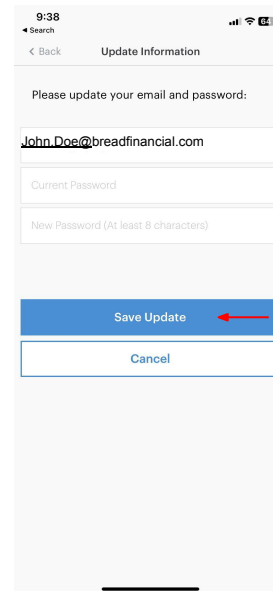 9:38
64
◄ Search
< Back Update Information
Please update your email and password:
John.Doe@breadfinancial.com
Current Password
New Password (At least 8 characters)
Save Update
Cancel